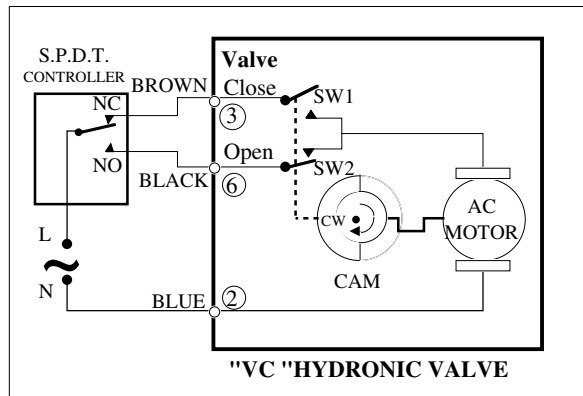 S.P.D.T.
CONTROLLER
NC
NO
L
N
BROWN
BLACK
BLUE
Valve
Close
3
SW1
Open
6
SW2
CW
CAM
AC
MOTOR
2
"VC "HYDRONIC VALVE